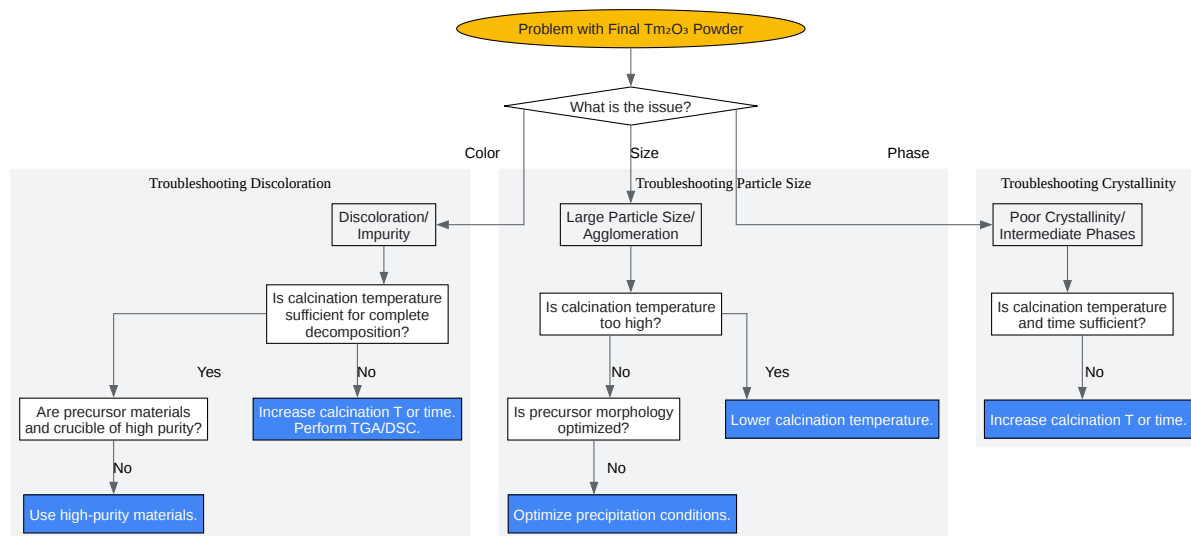 Problem with Final Tm₂O₃ Powder
What is the issue?
Color
Size
Phase
Troubleshooting Discoloration
Discoloration/
Impurity
Is calcination temperature
sufficient for complete
decomposition?
Yes
No
Are precursor materials
and crucible of high purity?
Increase calcination T or time.
Perform TGA/DSC.
No
Use high-purity materials.
Troubleshooting Particle Size
Large Particle Size/
Agglomeration
Is calcination temperature
too high?
No
Yes
Is precursor morphology
optimized?
Lower calcination temperature.
No
Optimize precipitation conditions.
Troubleshooting Crystallinity
Poor Crystallinity/
Intermediate Phases
Is calcination temperature
and time sufficient?
No
Increase calcination T or time.